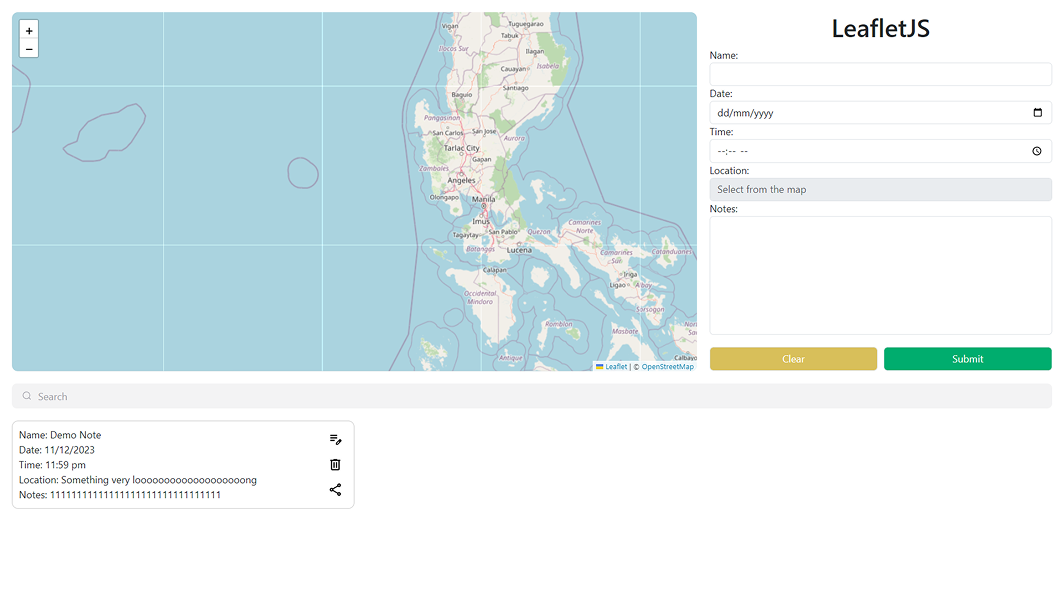 +
−
Vigan
Tuguegarao
Tabuk
Ilocos Sur
Ilagan
Cauayan
Isabela
Santiago
Baguio
Pangasinan
San Carlos
San Jose
Aurora
Tarlac City
Gapan
Zambales
Angeles
Olongapo
Manila
Imus
Tagaytay
San Pablo
Quezon
Camarines
Norte
Batangas
Lucena
Camarines
Sur
Catanduanes
Calapan
Iriga
Ligao
Albay
Occidental
Mindoro
Sorsogon
Romblon
Masbate
Antique
Calbayo
Leaflet | © OpenStreetMap
LeafletJS
Name:
Date:
dd/mm/yyyy
Time:
--:-- --
Location:
Select from the map
Notes:
Clear
Submit
Search
Name: Demo Note
Date: 11/12/2023
Time: 11:59 pm
Location: Something very looooooooooooooooooong
Notes: 11111111111111111111111111111111